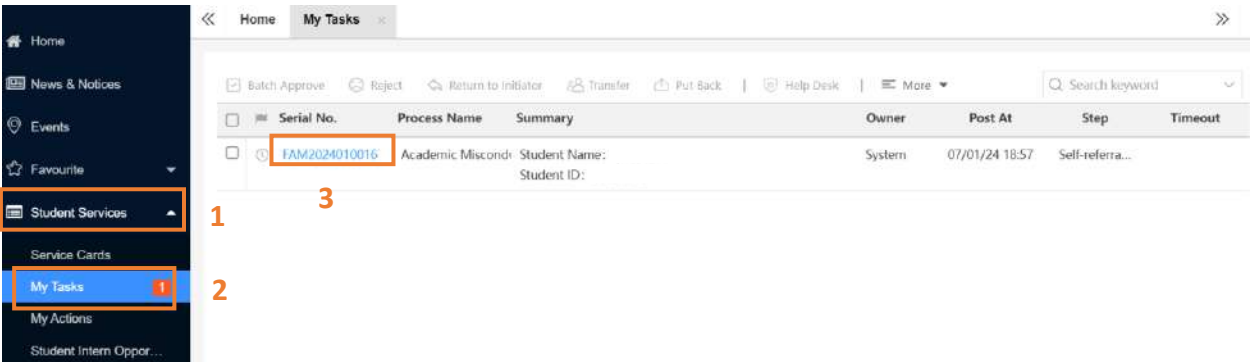 Home
News & Notices
Events
Favourite
Student Services
1
Service Cards
My Tasks 1
2
My Actions
Student Intern Oppor...
Home My Tasks ×
Batch Approve Reject Return to Initiator Transfer Put Back | Help Desk | More Search keyword
Serial No. Process Name Summary Owner Post At Step Timeout
FAM2024010016 Academic Miscond Student Name: System 07/01/24 18:57 Self-referra...
Student ID:
3